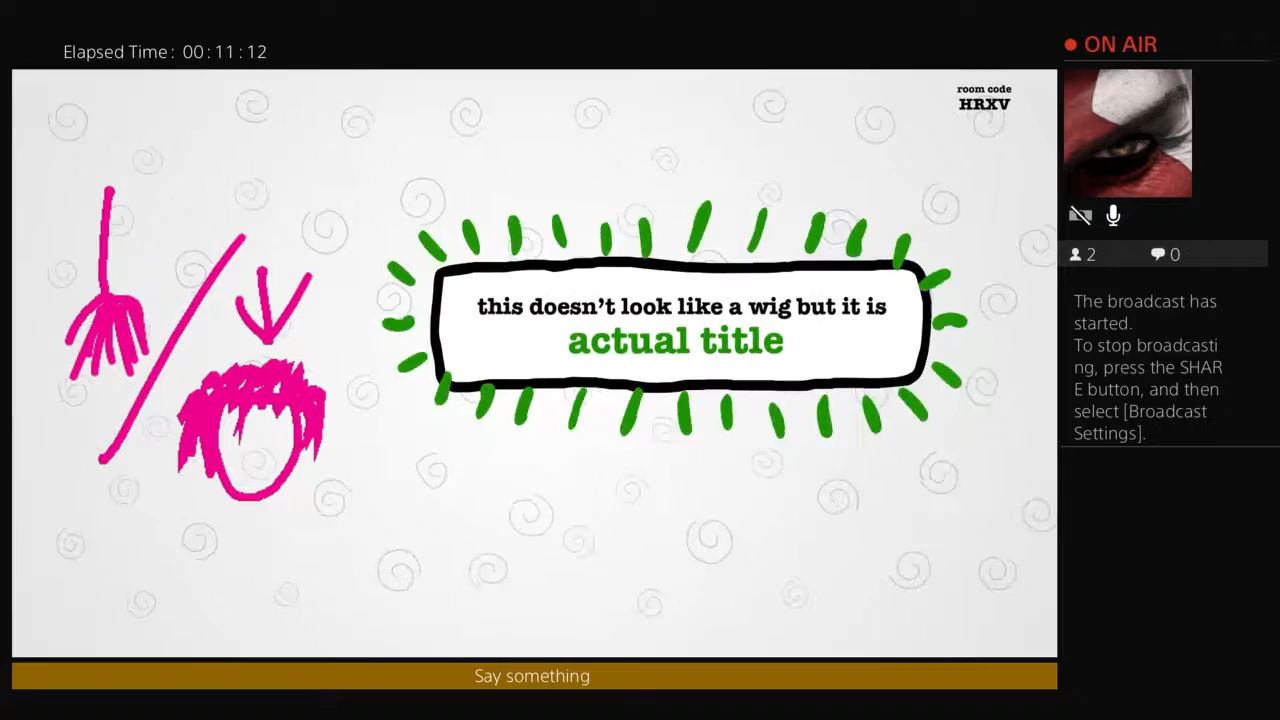 Elapsed Time: 00:11:12
ON AIR
room code
HRXV
2
0
this doesn't look like a wig but it is
actual title
The broadcast has
started.
To stop broadcasti
ng, press the SHAR
E button, and then
select [Broadcast
Settings].
Say something